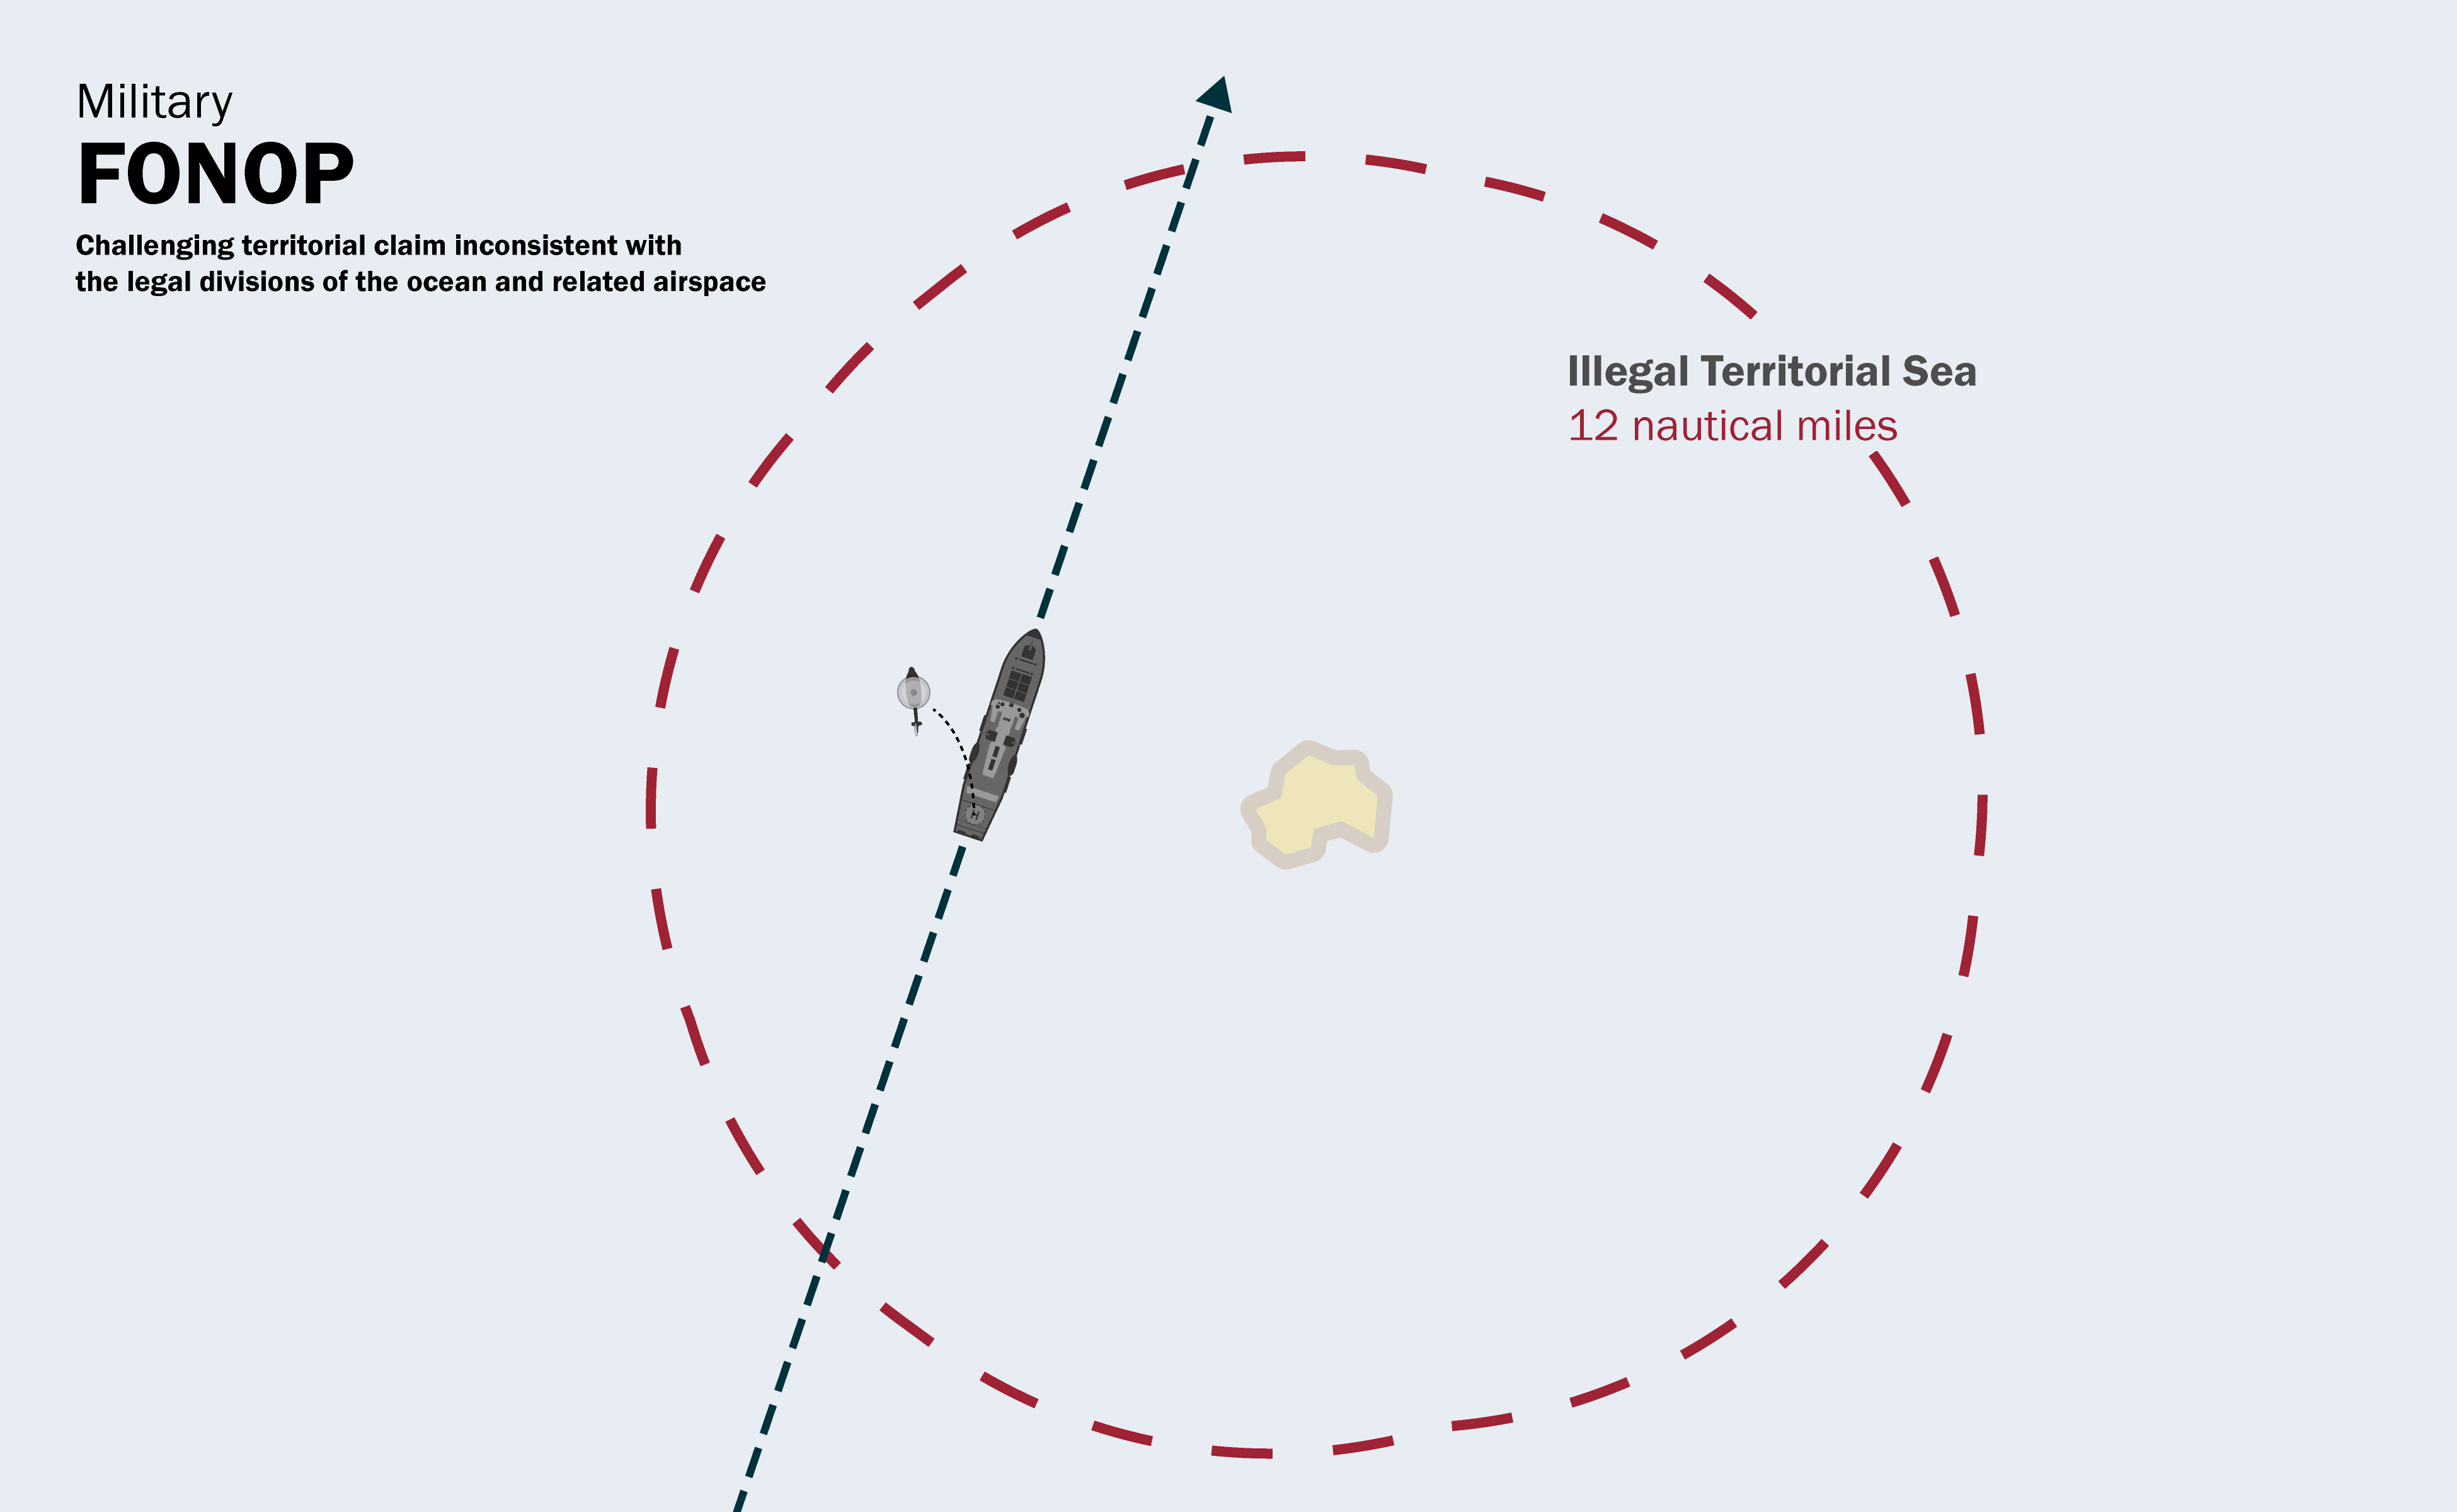 Military
FONOP
Challenging territorial claim inconsistent with
the legal divisions of the ocean and related airspace
Illegal Territorial Sea
12 nautical miles